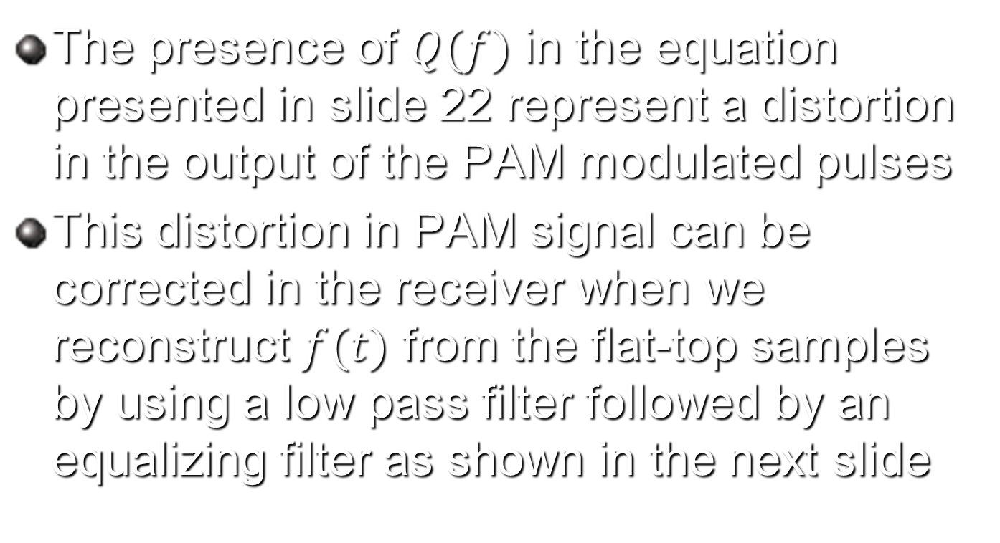 The presence of Q(f) in the equation
presented in slide 22 represent a distortion
in the output of the PAM modulated pulses
This distortion in PAM signal can be
corrected in the receiver when we
reconstruct f(t) from the flat-top samples
by using a low pass filter followed by an
equalizing filter as shown in the next slide